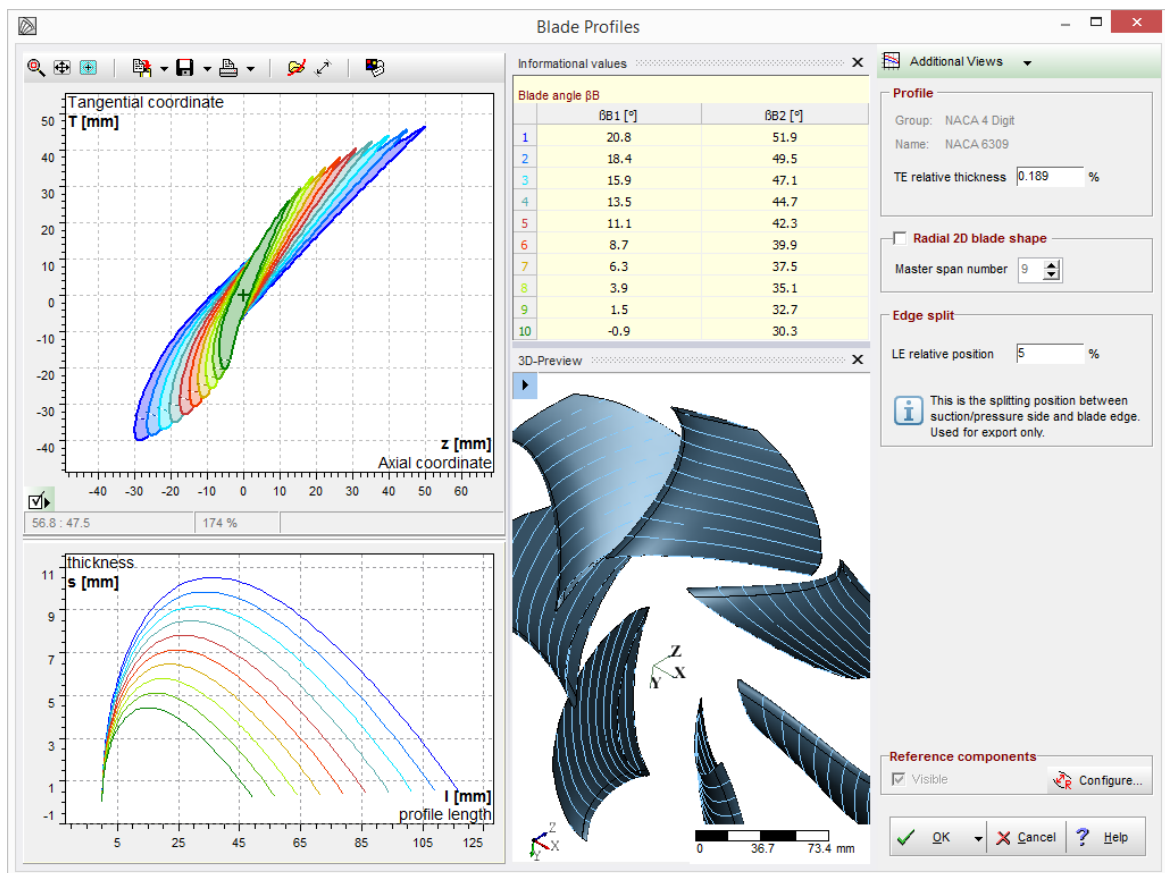 Blade Profiles
Tangential coordinate
T [mm]
50
40
30
20
10
0
-10
-20
-30
-40
z [mm]
Axial coordinate
-40 -30 -20 -10 0 10 20 30 40 50 60
56.8 : 47.5 174 %
thickness
s [mm]
11
9
7
5
3
1
-1
l [mm]
profile length
5 25 45 65 85 105 125
Informational values
Blade angle βB
ßB1 [°] ßB2 [°]
1 20.8 51.9
2 18.4 49.5
3 15.9 47.1
4 13.5 44.7
5 11.1 42.3
6 8.7 39.9
7 6.3 37.5
8 3.9 35.1
9 1.5 32.7
10 -0.9 30.3
3D-Preview
Z
X
Y
Z
X
Y
0 36.7 73.4 mm
Additional Views
Profile
Group: NACA 4 Digit
Name: NACA 6309
TE relative thickness 0.189 %
Radial 2D blade shape
Master span number 9
Edge split
LE relative position 5 %
This is the splitting position between
suction/pressure side and blade edge.
Used for export only.
Reference components
Visible Configure...
OK Cancel Help